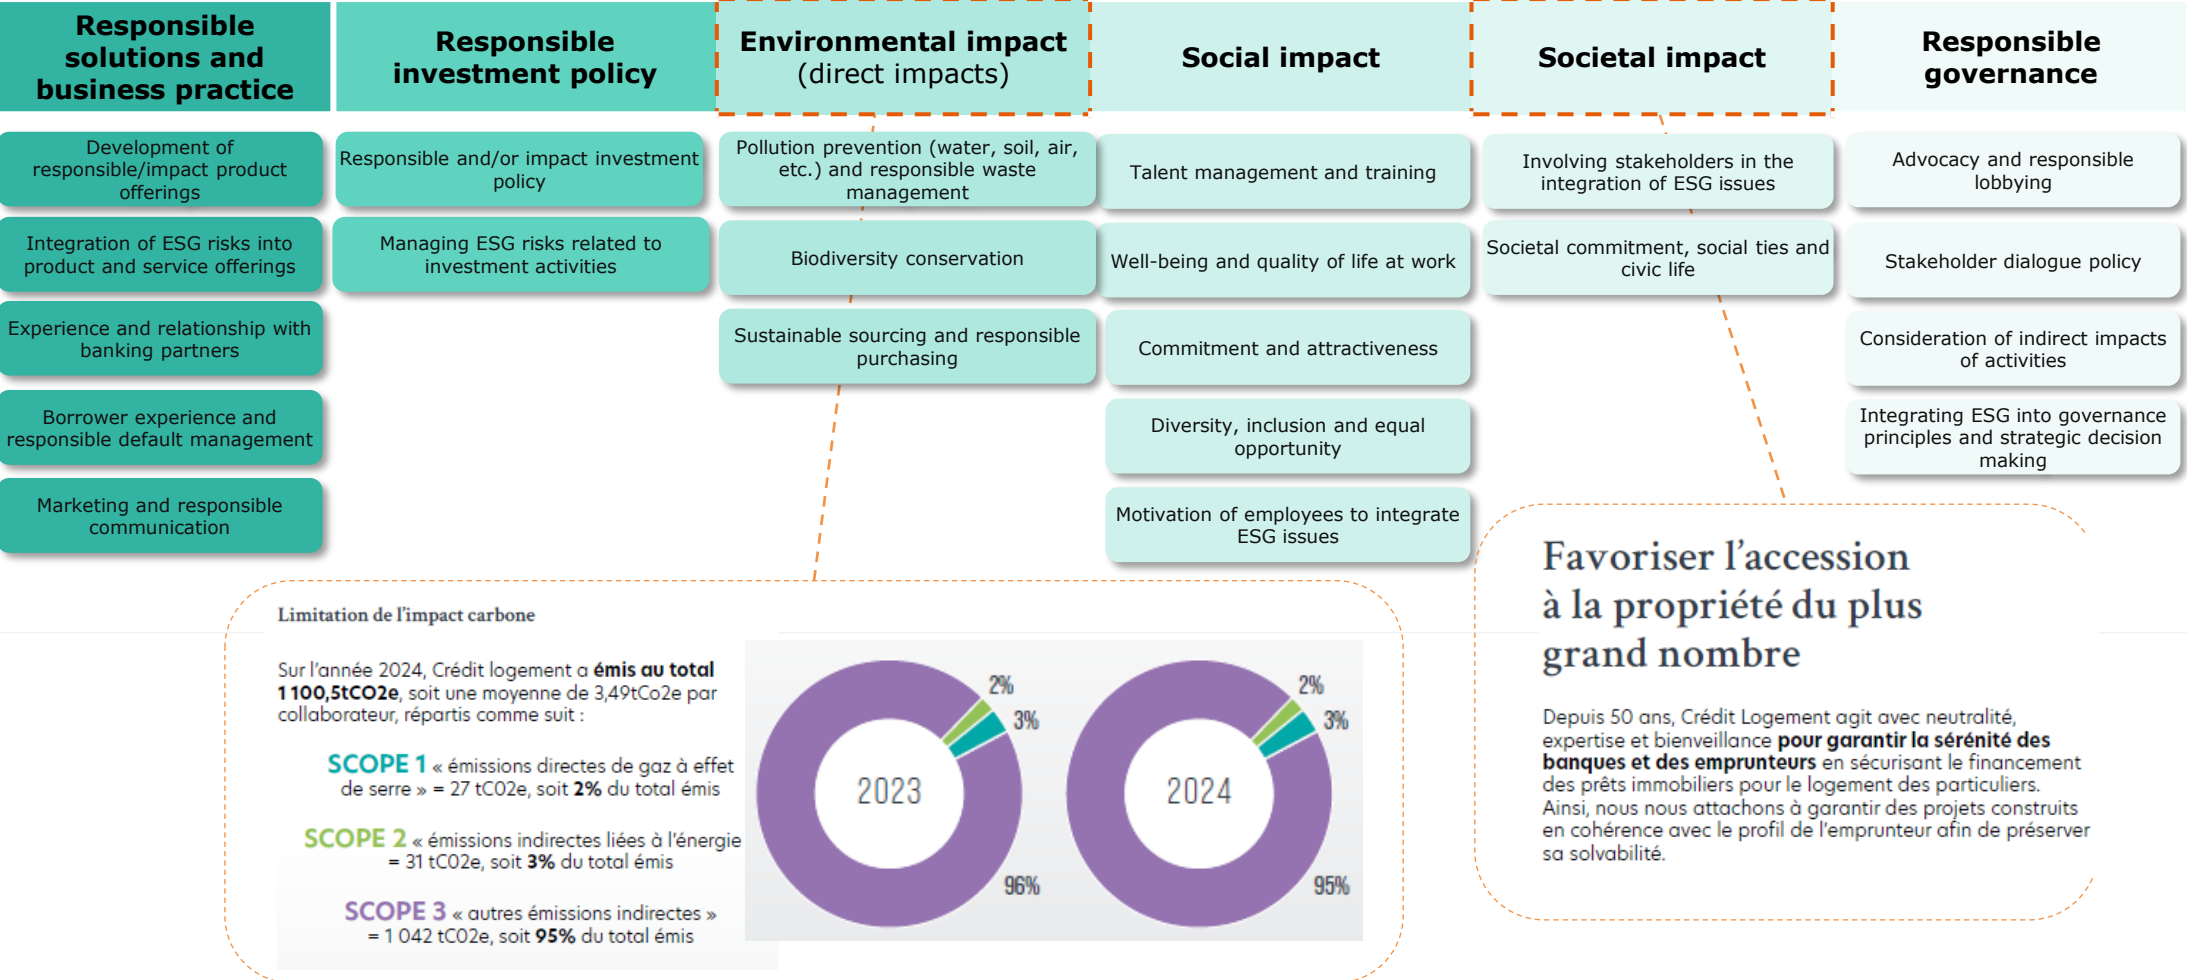 Responsible
solutions and
business practice
Responsible
investment policy
Environmental impact
(direct impacts)
Social impact
Societal impact
Responsible
governance
Development of
responsible/impact product
offerings
Integration of ESG risks into
product and service offerings
Experience and relationship with
banking partners
Borrower experience and
responsible default management
Marketing and responsible
communication
Responsible and/or impact investment
policy
Managing ESG risks related to
investment activities
Pollution prevention (water, soil, air,
etc.) and responsible waste
management
Biodiversity conservation
Sustainable sourcing and responsible
purchasing
Talent management and training
Well-being and quality of life at work
Commitment and attractiveness
Diversity, inclusion and equal
opportunity
Motivation of employees to integrate
ESG issues
Involving stakeholders in the
integration of ESG issues
Societal commitment, social ties and
civic life
Advocacy and responsible
lobbying
Stakeholder dialogue policy
Consideration of indirect impacts
of activities
Integrating ESG into governance
principles and strategic decision
making
Limitation de l'impact carbone
Sur l'année 2024, Crédit logement a émis au total
1 100,5tCO2e, soit une moyenne de 3,49tCo2e par
collaborateur, répartis comme suit :
SCOPE 1 « émissions directes de gaz à effet
de serre » = 27 tC02e, soit 2% du total émis
SCOPE 2 « émissions indirectes liées à l'énergie
= 31 tC02e, soit 3% du total émis
SCOPE 3 « autres émissions indirectes »
= 1 042 tC02e, soit 95% du total émis
2%
3%
2023
96%
2%
3%
2024
95%
Favoriser l'accession
à la propriété du plus
grand nombre
Depuis 50 ans, Crédit Logement agit avec neutralité,
expertise et bienveillance pour garantir la sérénité des
banques et des emprunteurs en sécurisant le financement
des prêts immobiliers pour le logement des particuliers.
Ainsi, nous nous attachons à garantir des projets construits
en cohérence avec le profil de l'emprunteur afin de préserver
sa solvabilité.